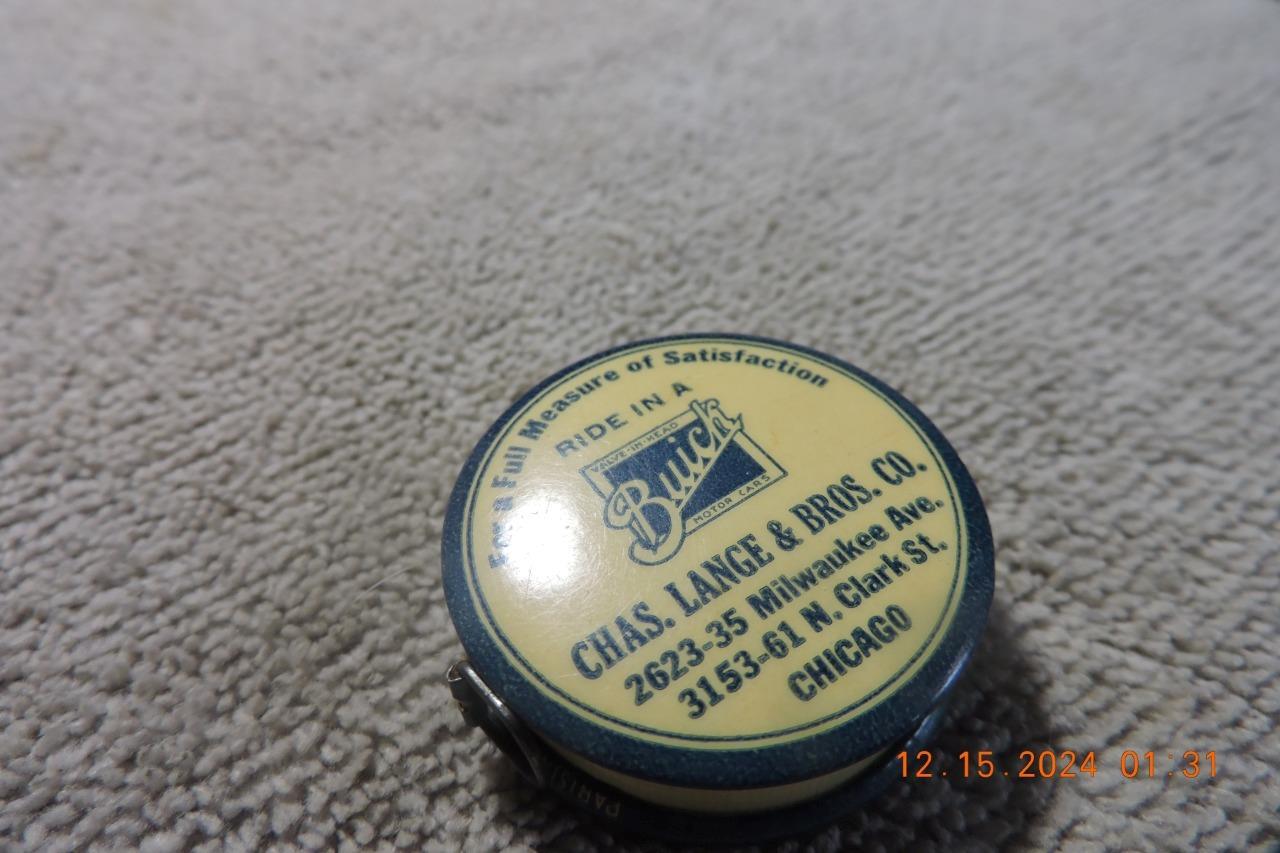 For a Full Measure of Satisfaction
RIDE IN A
VALVE-IN-HEAD
Buick
MOTOR CARS
CHAS. LANGE & BROS. CO.
2623-35 Milwaukee Ave.
3153-61 N. Clark St.
CHICAGO
12.15.2024 01:31